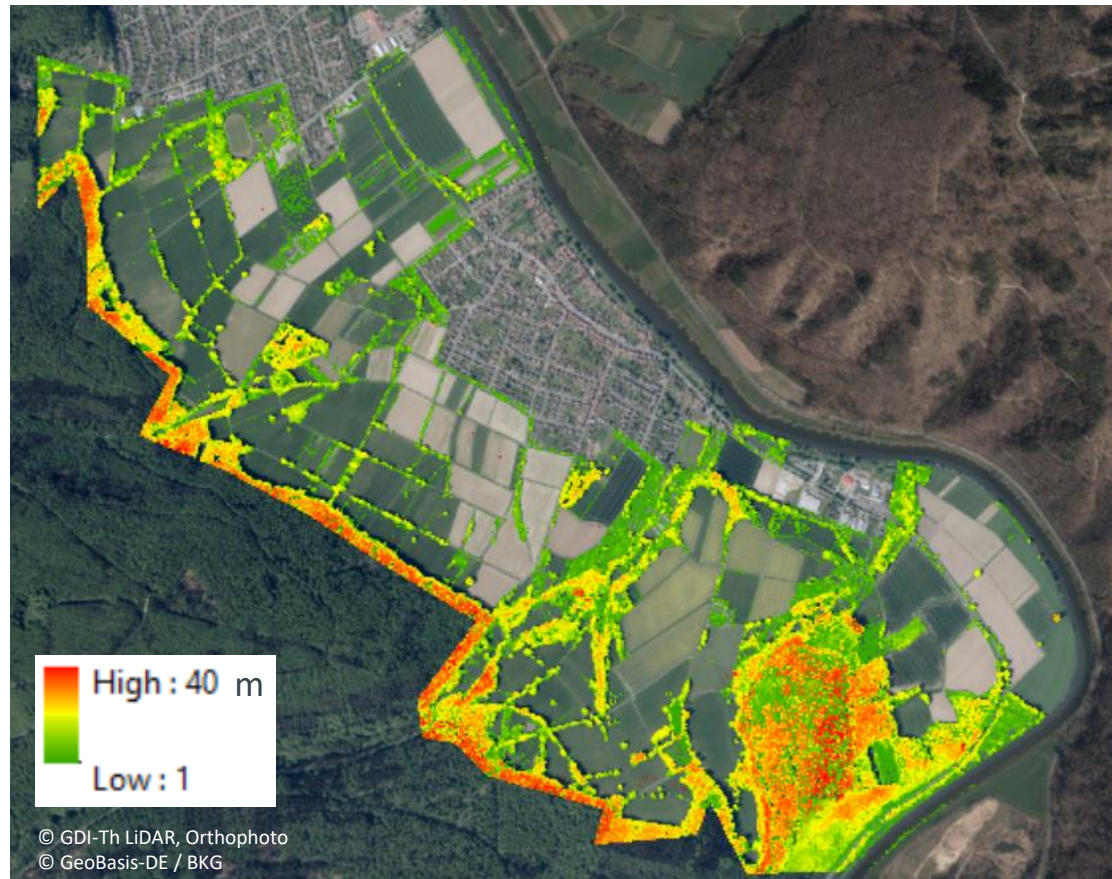 High : 40 m
Low : 1
© GDI-Th LiDAR, Orthophoto
© GeoBasis-DE / BKG